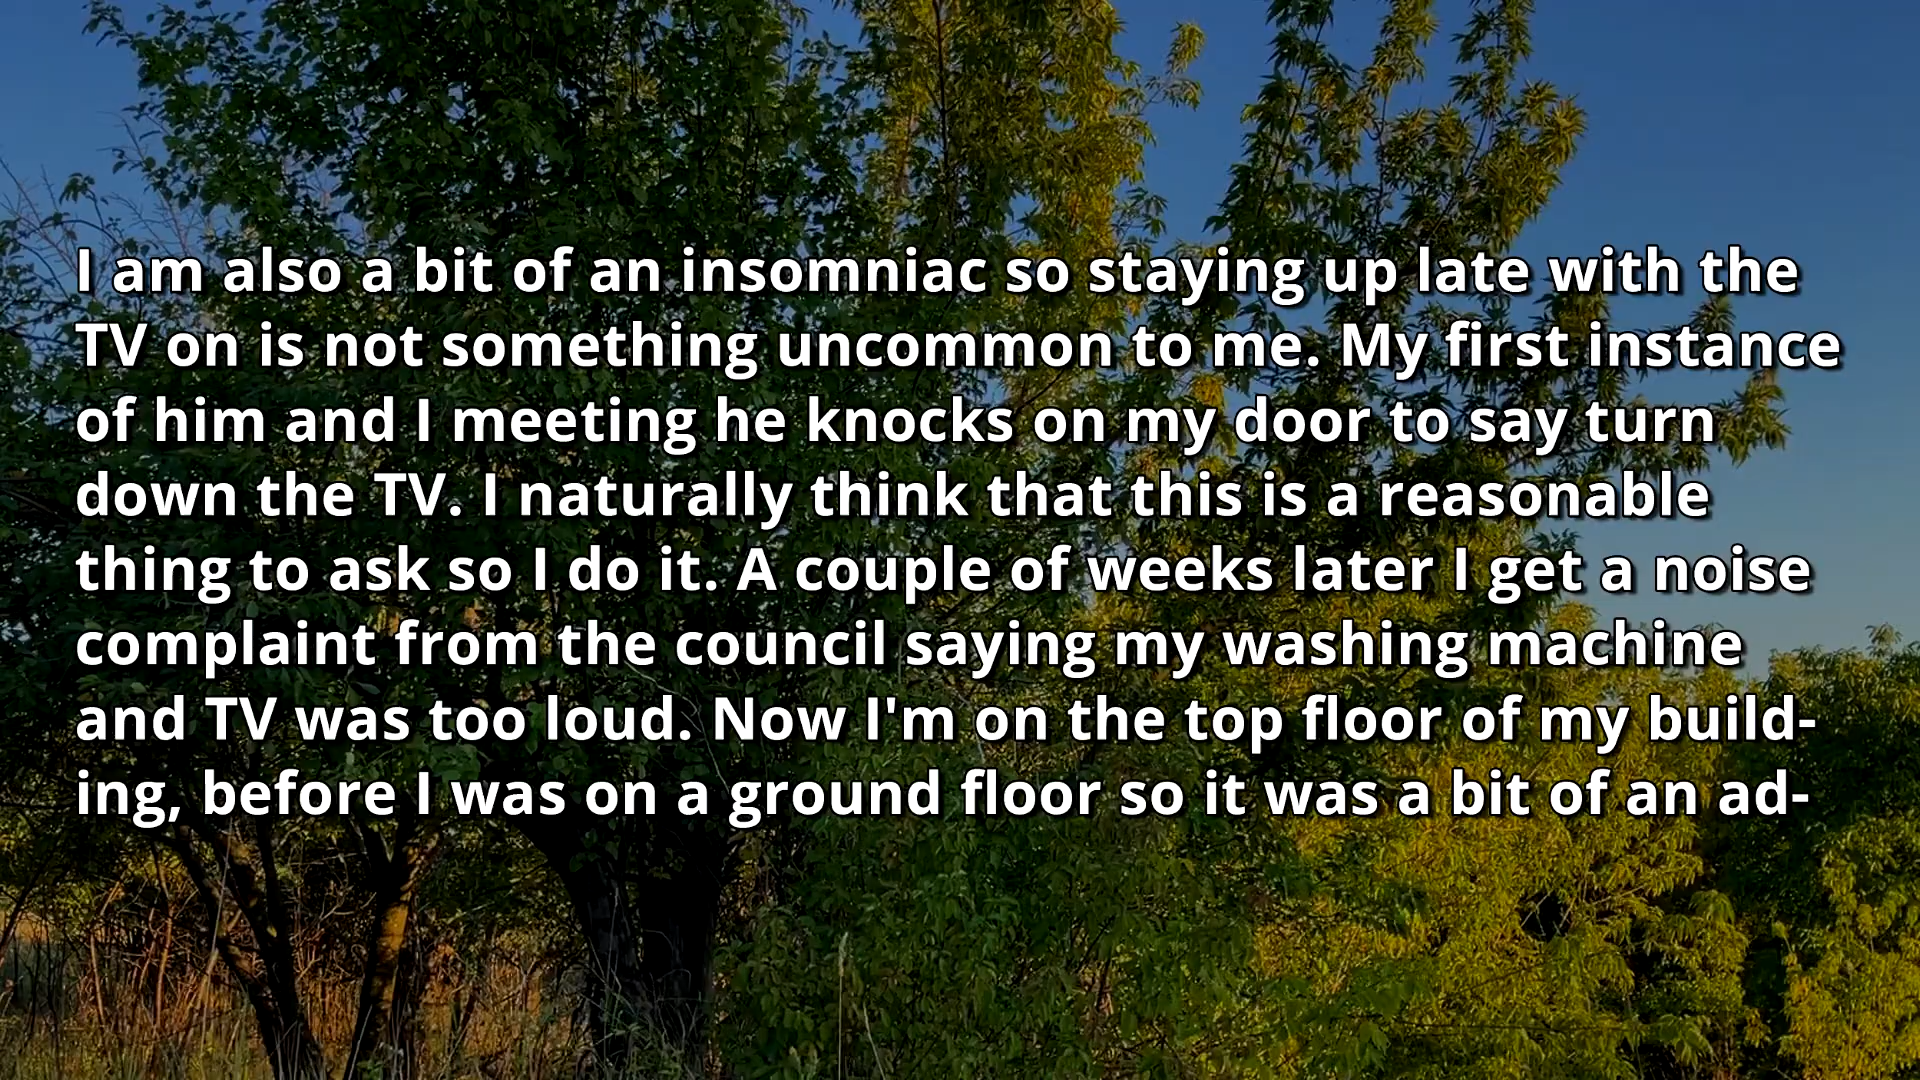 I am also a bit of an insomniac so staying up late with the
TV on is not something uncommon to me. My first instance
of him and I meeting he knocks on my door to say turn
down the TV. I naturally think that this is a reasonable
thing to ask so I do it. A couple of weeks later I get a noise
complaint from the council saying my washing machine
and TV was too loud. Now I'm on the top floor of my build-
ing, before I was on a ground floor so it was a bit of an ad-